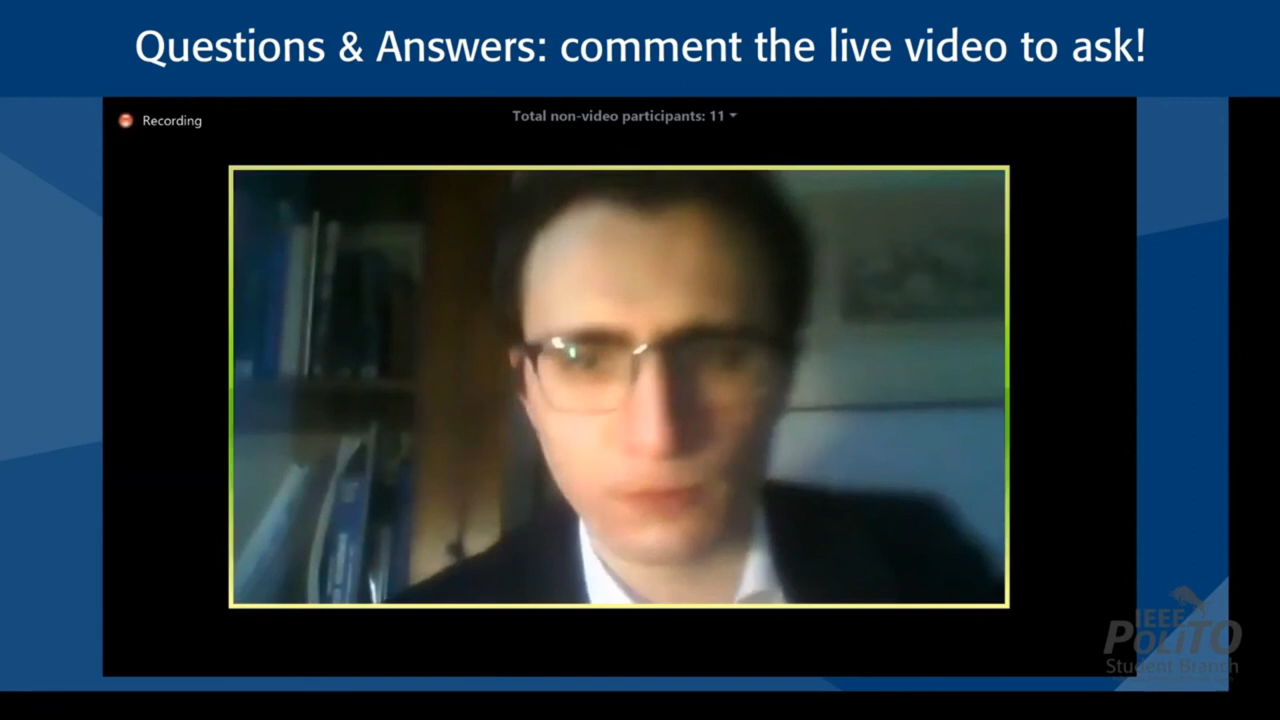 Questions & Answers: comment the live video to ask!
Recording
Total non-video participants: 11
IEEE
POLITO
Student Branch